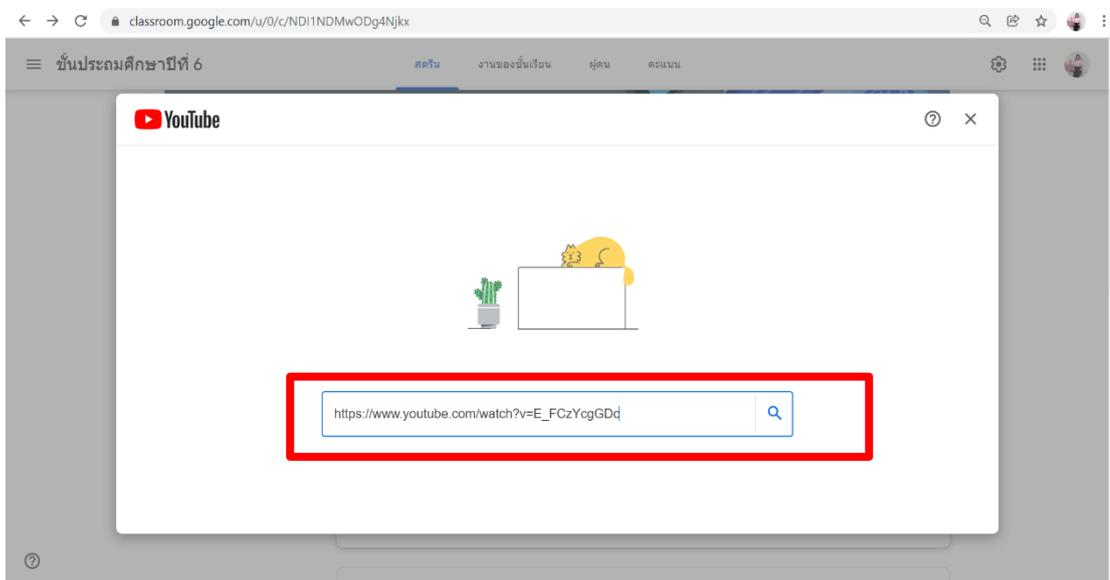 classroom.google.com/u/0/c/NDI1NDMwODg4Njkx
ชั้นประถมศึกษาปีที่ 6
สตรีม งานของชั้นเรียน ผู้คน คะแนน
YouTube
https://www.youtube.com/watch?v=E_FCzYcgGDc